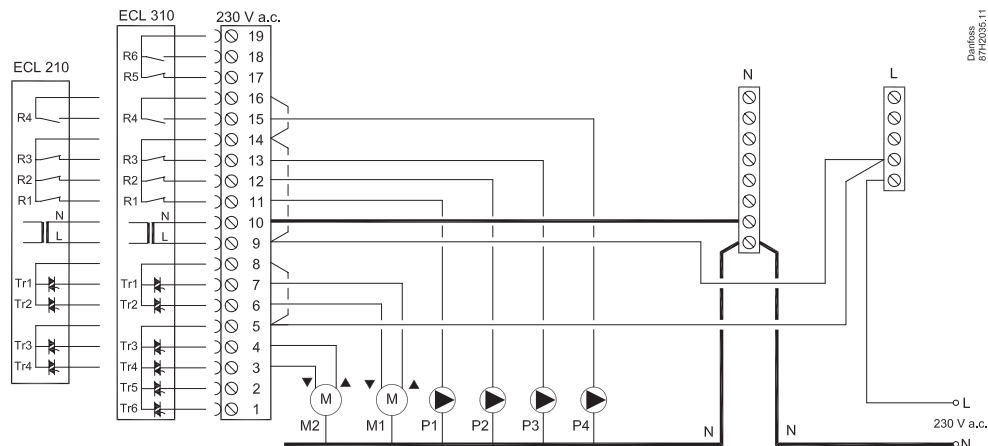 ECL 310
230 V a.c.
Danfoss
87H2035.11
ECL 210
19
R6
18
R5
17
N
L
16
R4
R4
15
14
R3
R3
13
R2
R2
12
R1
R1
11
N
N
10
L
L
9
8
Tr1
Tr1
7
Tr2
Tr2
6
5
Tr3
Tr3
4
Tr4
Tr4
3
Tr5
2
Tr6
1
M
M
M2
M1
P1
P2
P3
P4
N
N
L
230 V a.c.
N